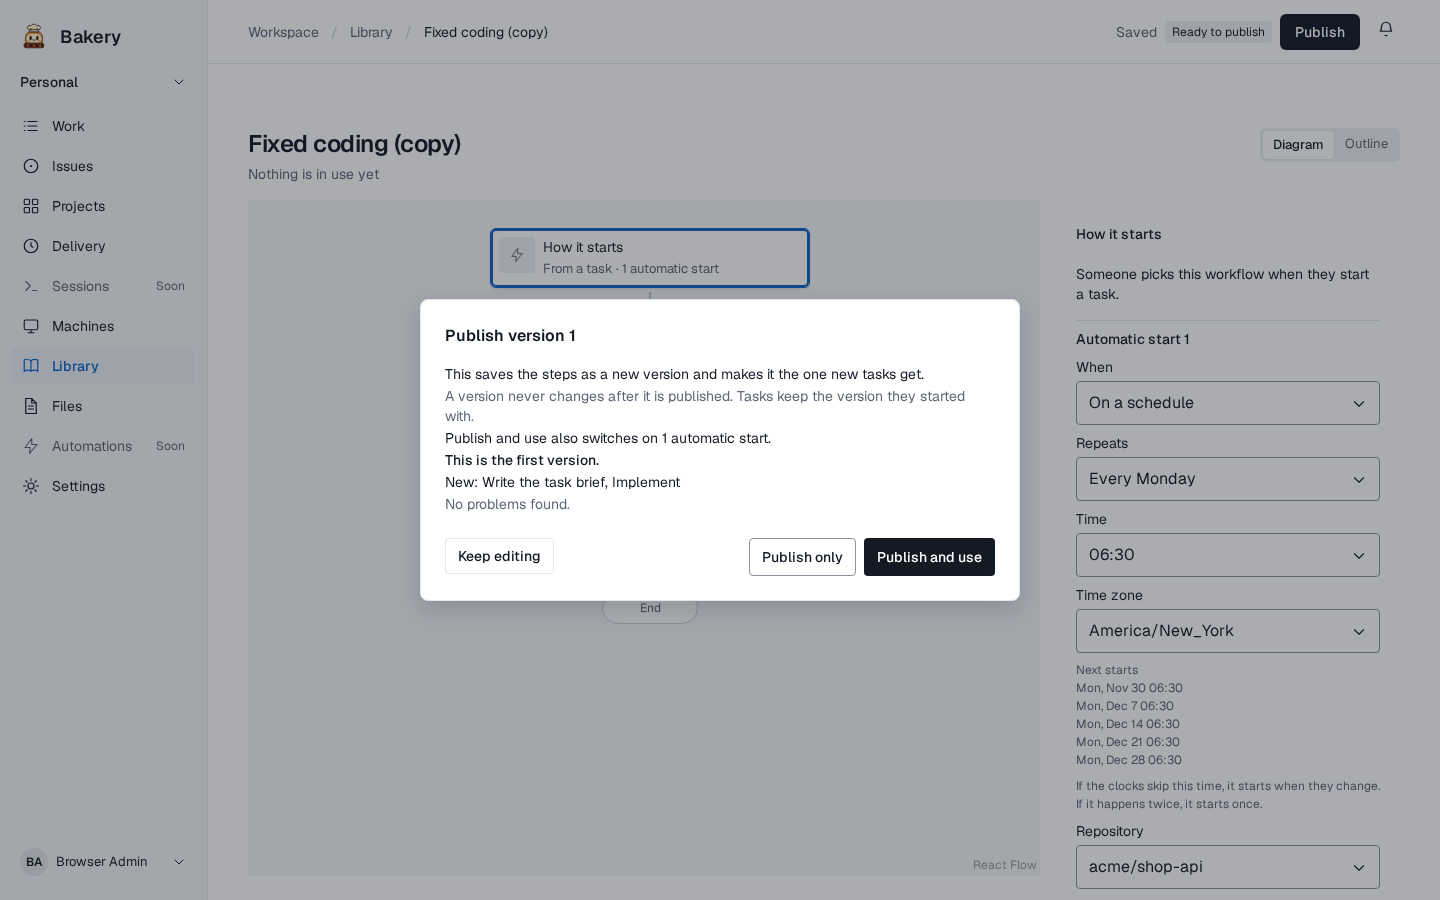 Bakery
Personal
Work
Issues
Projects
Delivery
Sessions Soon
Machines
Library
Files
Automations Soon
Settings
BA Browser Admin
Workspace / Library / Fixed coding (copy)
Saved Ready to publish Publish
Fixed coding (copy)
Nothing is in use yet
Diagram Outline
How it starts
From a task · 1 automatic start
Publish version 1
This saves the steps as a new version and makes it the one new tasks get.
A version never changes after it is published. Tasks keep the version they started
with.
Publish and use also switches on 1 automatic start.
This is the first version.
New: Write the task brief, Implement
No problems found.
Keep editing Publish only Publish and use
End
React Flow
How it starts
Someone picks this workflow when they start
a task.
Automatic start 1
When
On a schedule
Repeats
Every Monday
Time
06:30
Time zone
America/New_York
Next starts
Mon, Nov 30 06:30
Mon, Dec 7 06:30
Mon, Dec 14 06:30
Mon, Dec 21 06:30
Mon, Dec 28 06:30
If the clocks skip this time, it starts when they change.
If it happens twice, it starts once.
Repository
acme/shop-api